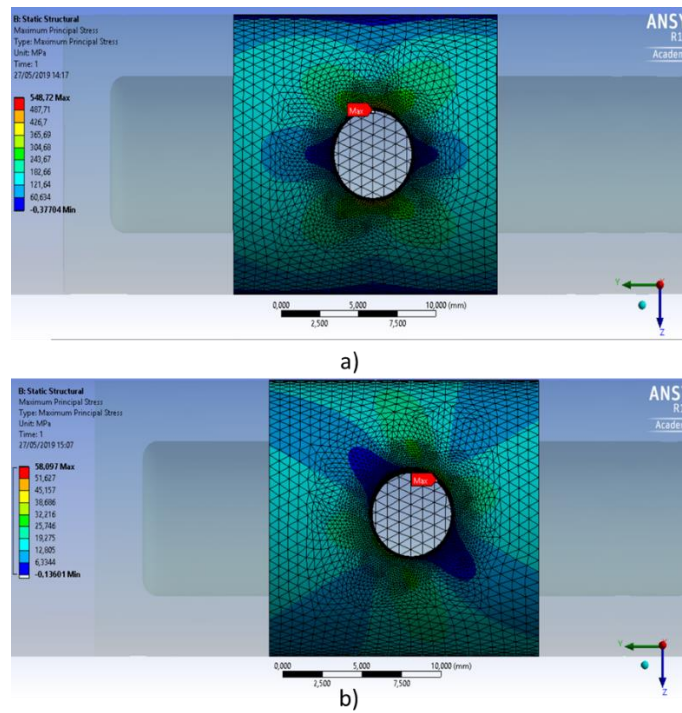 B: Static Structural
Maximum Principal Stress
Type: Maximum Principal Stress
Unit: MPa
Time: 1
27/05/2019 14:17
548,72 Max
487,71
426,7
365,69
304,68
243,67
182,66
121,64
60,634
-0,37704 Min
ANSY
R1
Acade
Max
0,000 5,000 10,000 (mm)
2,500 7,500
Y
X
Z
a)
B: Static Structural
Maximum Principal Stress
Type: Maximum Principal Stress
Unit: MPa
Time: 1
27/05/2019 15:07
58,097 Max
51,627
45,157
38,686
32,216
25,746
19,275
12,805
6,3344
-0,13601 Min
ANS
R1
Academ
Max
0,000 5,000 10,000 (mm)
2,500 7,500
Y
X
Z
b)